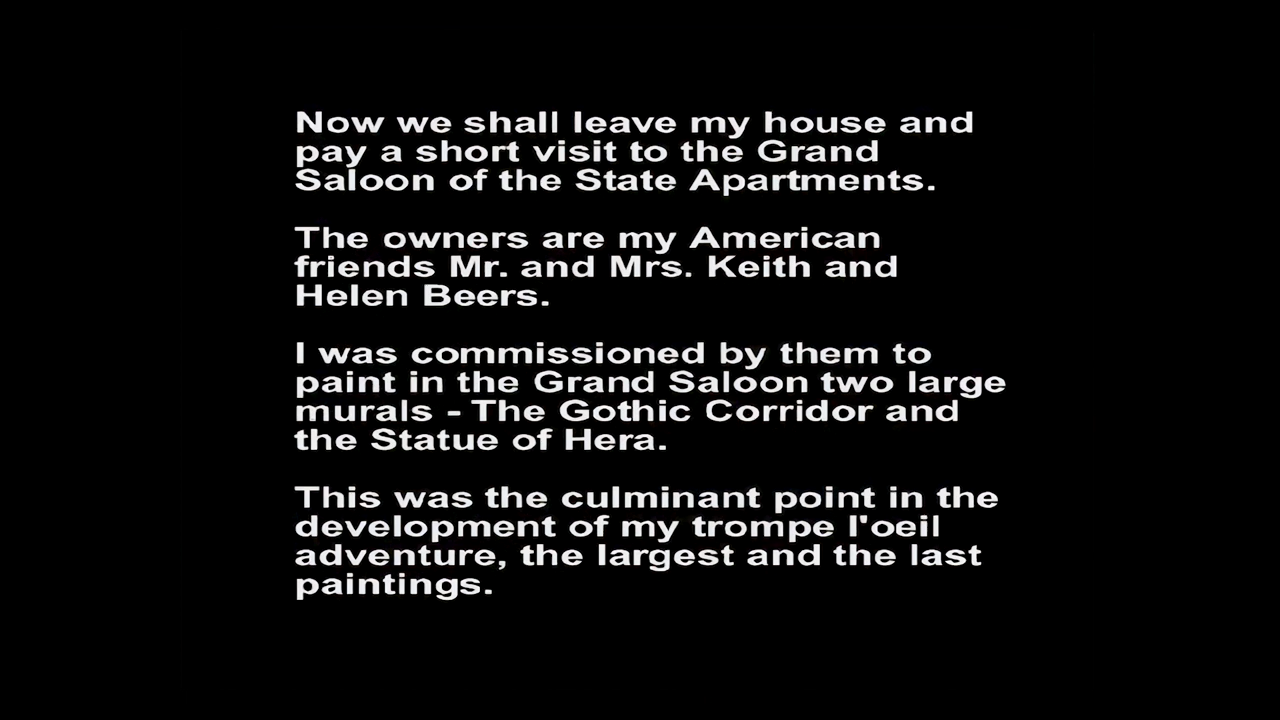 Now we shall leave my house and
pay a short visit to the Grand
Saloon of the State Apartments.
The owners are my American
friends Mr. and Mrs. Keith and
Helen Beers.
I was commissioned by them to
paint in the Grand Saloon two large
murals - The Gothic Corridor and
the Statue of Hera.
This was the culminant point in the
development of my trompe l'oeil
adventure, the largest and the last
paintings.